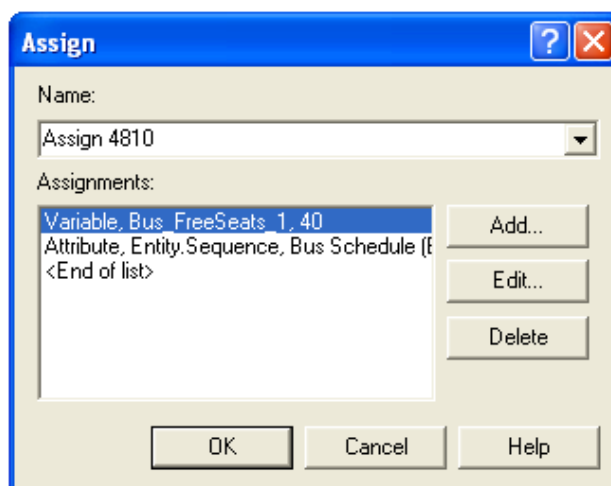 Assign
Name:
Assign 4810
Assignments:
Variable, Bus_FreeSeats_1, 40
Attribute, Entity.Sequence, Bus Schedule (E
<End of list>
Add...
Edit...
Delete
OK
Cancel
Help